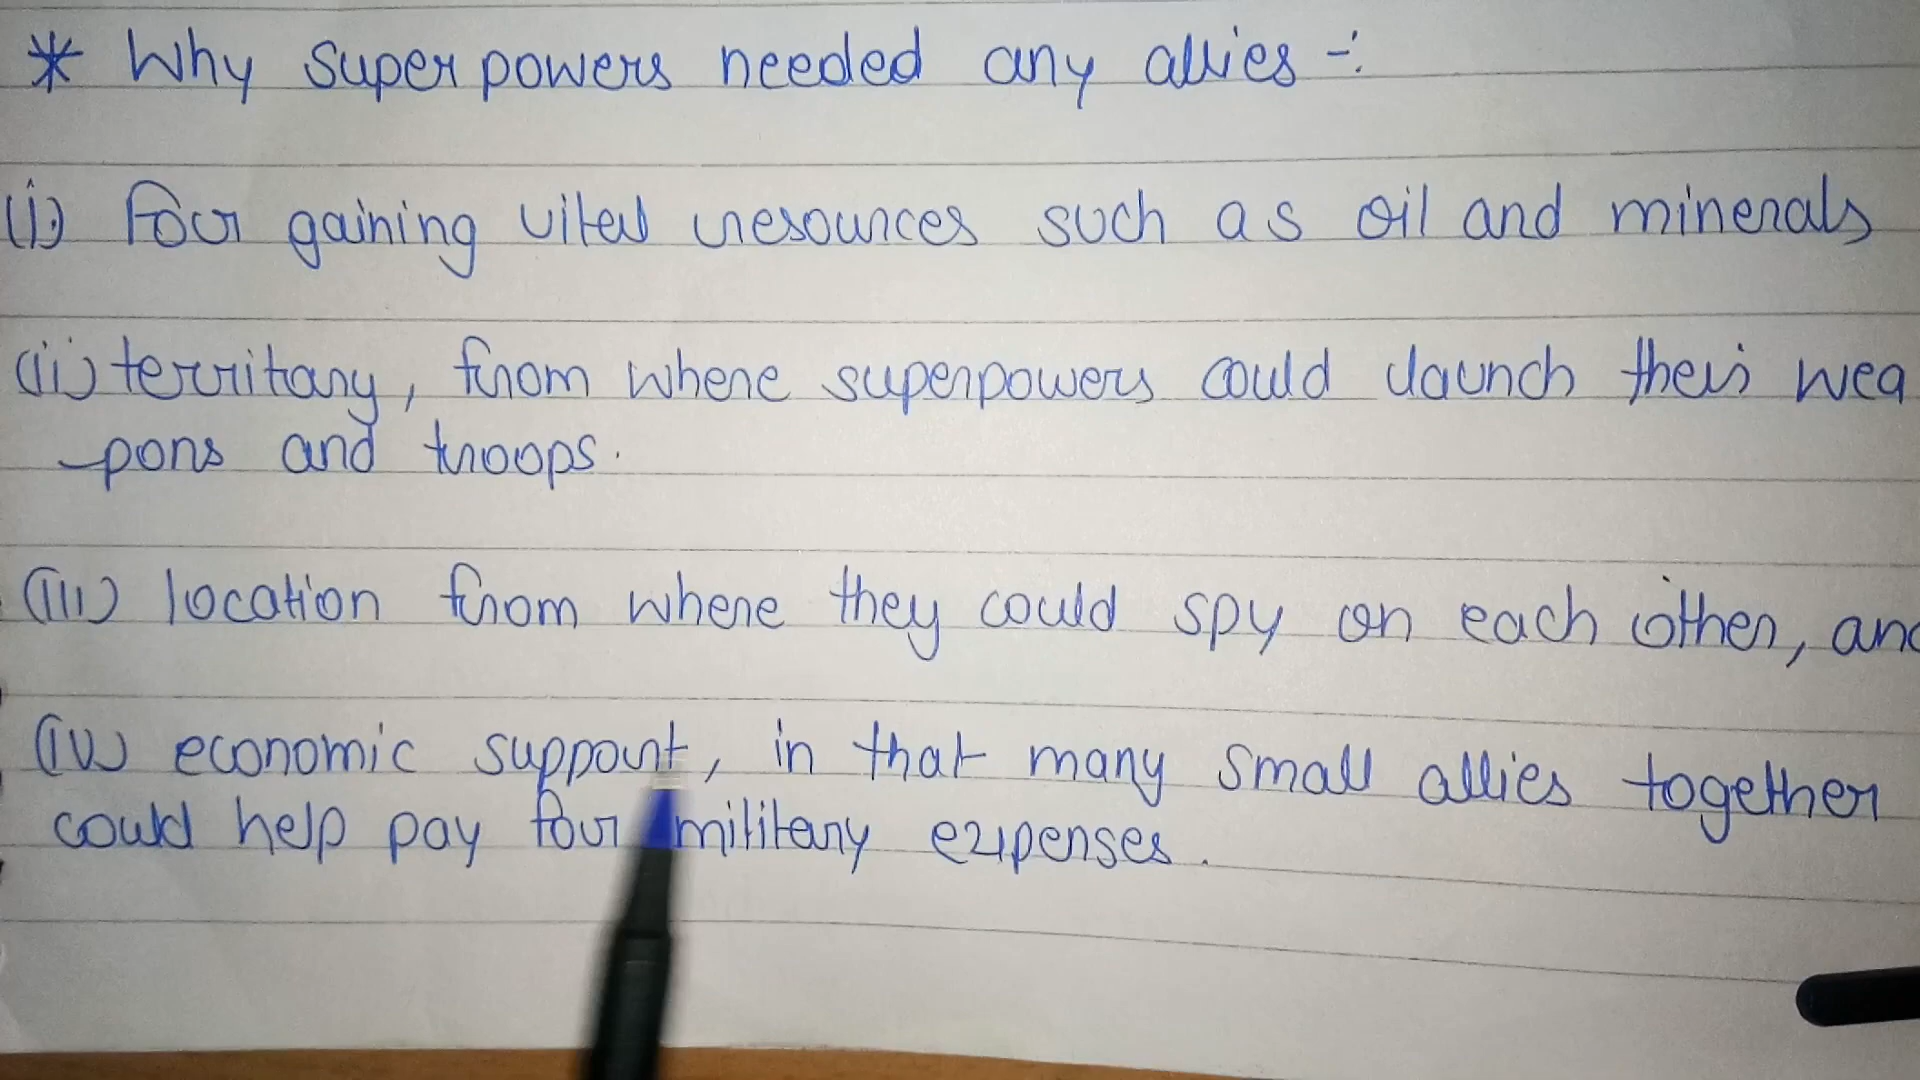 * Why superpowers needed any allies -:
(i) For gaining vital resources such as oil and minerals
(ii) territory, from where superpowers could launch their wea
-pons and troops.
(iii) location from where they could spy on each other, and
(iv) economic support, in that many small allies together
could help pay for military expenses.